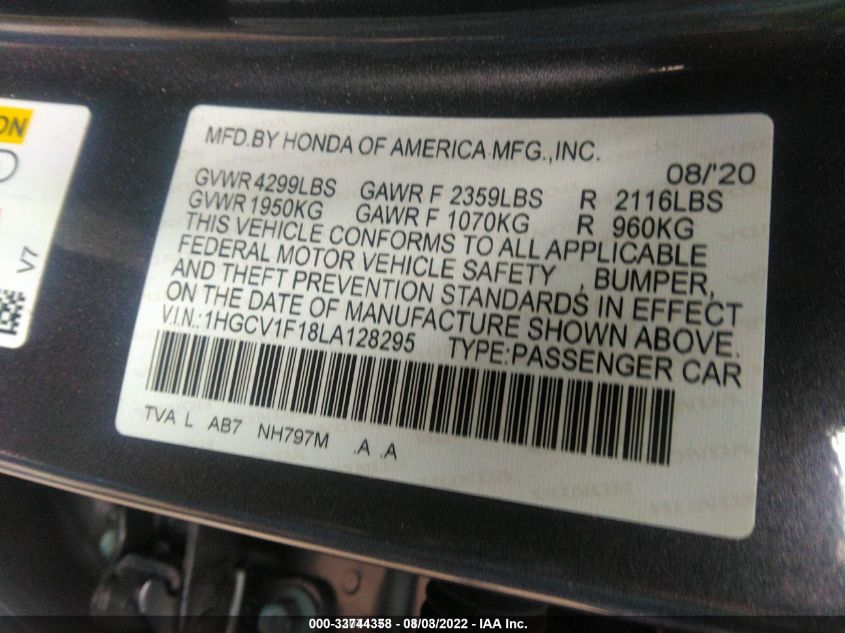 ON
V7
MFD.BY HONDA OF AMERICA MFG.,INC.
08/'20
GVWR 4299LBS GAWR F 2359LBS R 2116LBS
GVWR 1950KG GAWR F 1070KG R 960KG
THIS VEHICLE CONFORMS TO ALL APPLICABLE
FEDERAL MOTOR VEHICLE SAFETY , BUMPER,
AND THEFT PREVENTION STANDARDS IN EFFECT
ON THE DATE OF MANUFACTURE SHOWN ABOVE.
V.I.N.:1HGCV1F18LA128295 TYPE:PASSENGER CAR
TVA L AB7 NH797M .A .A
08/08/2022 - IAA Inc.